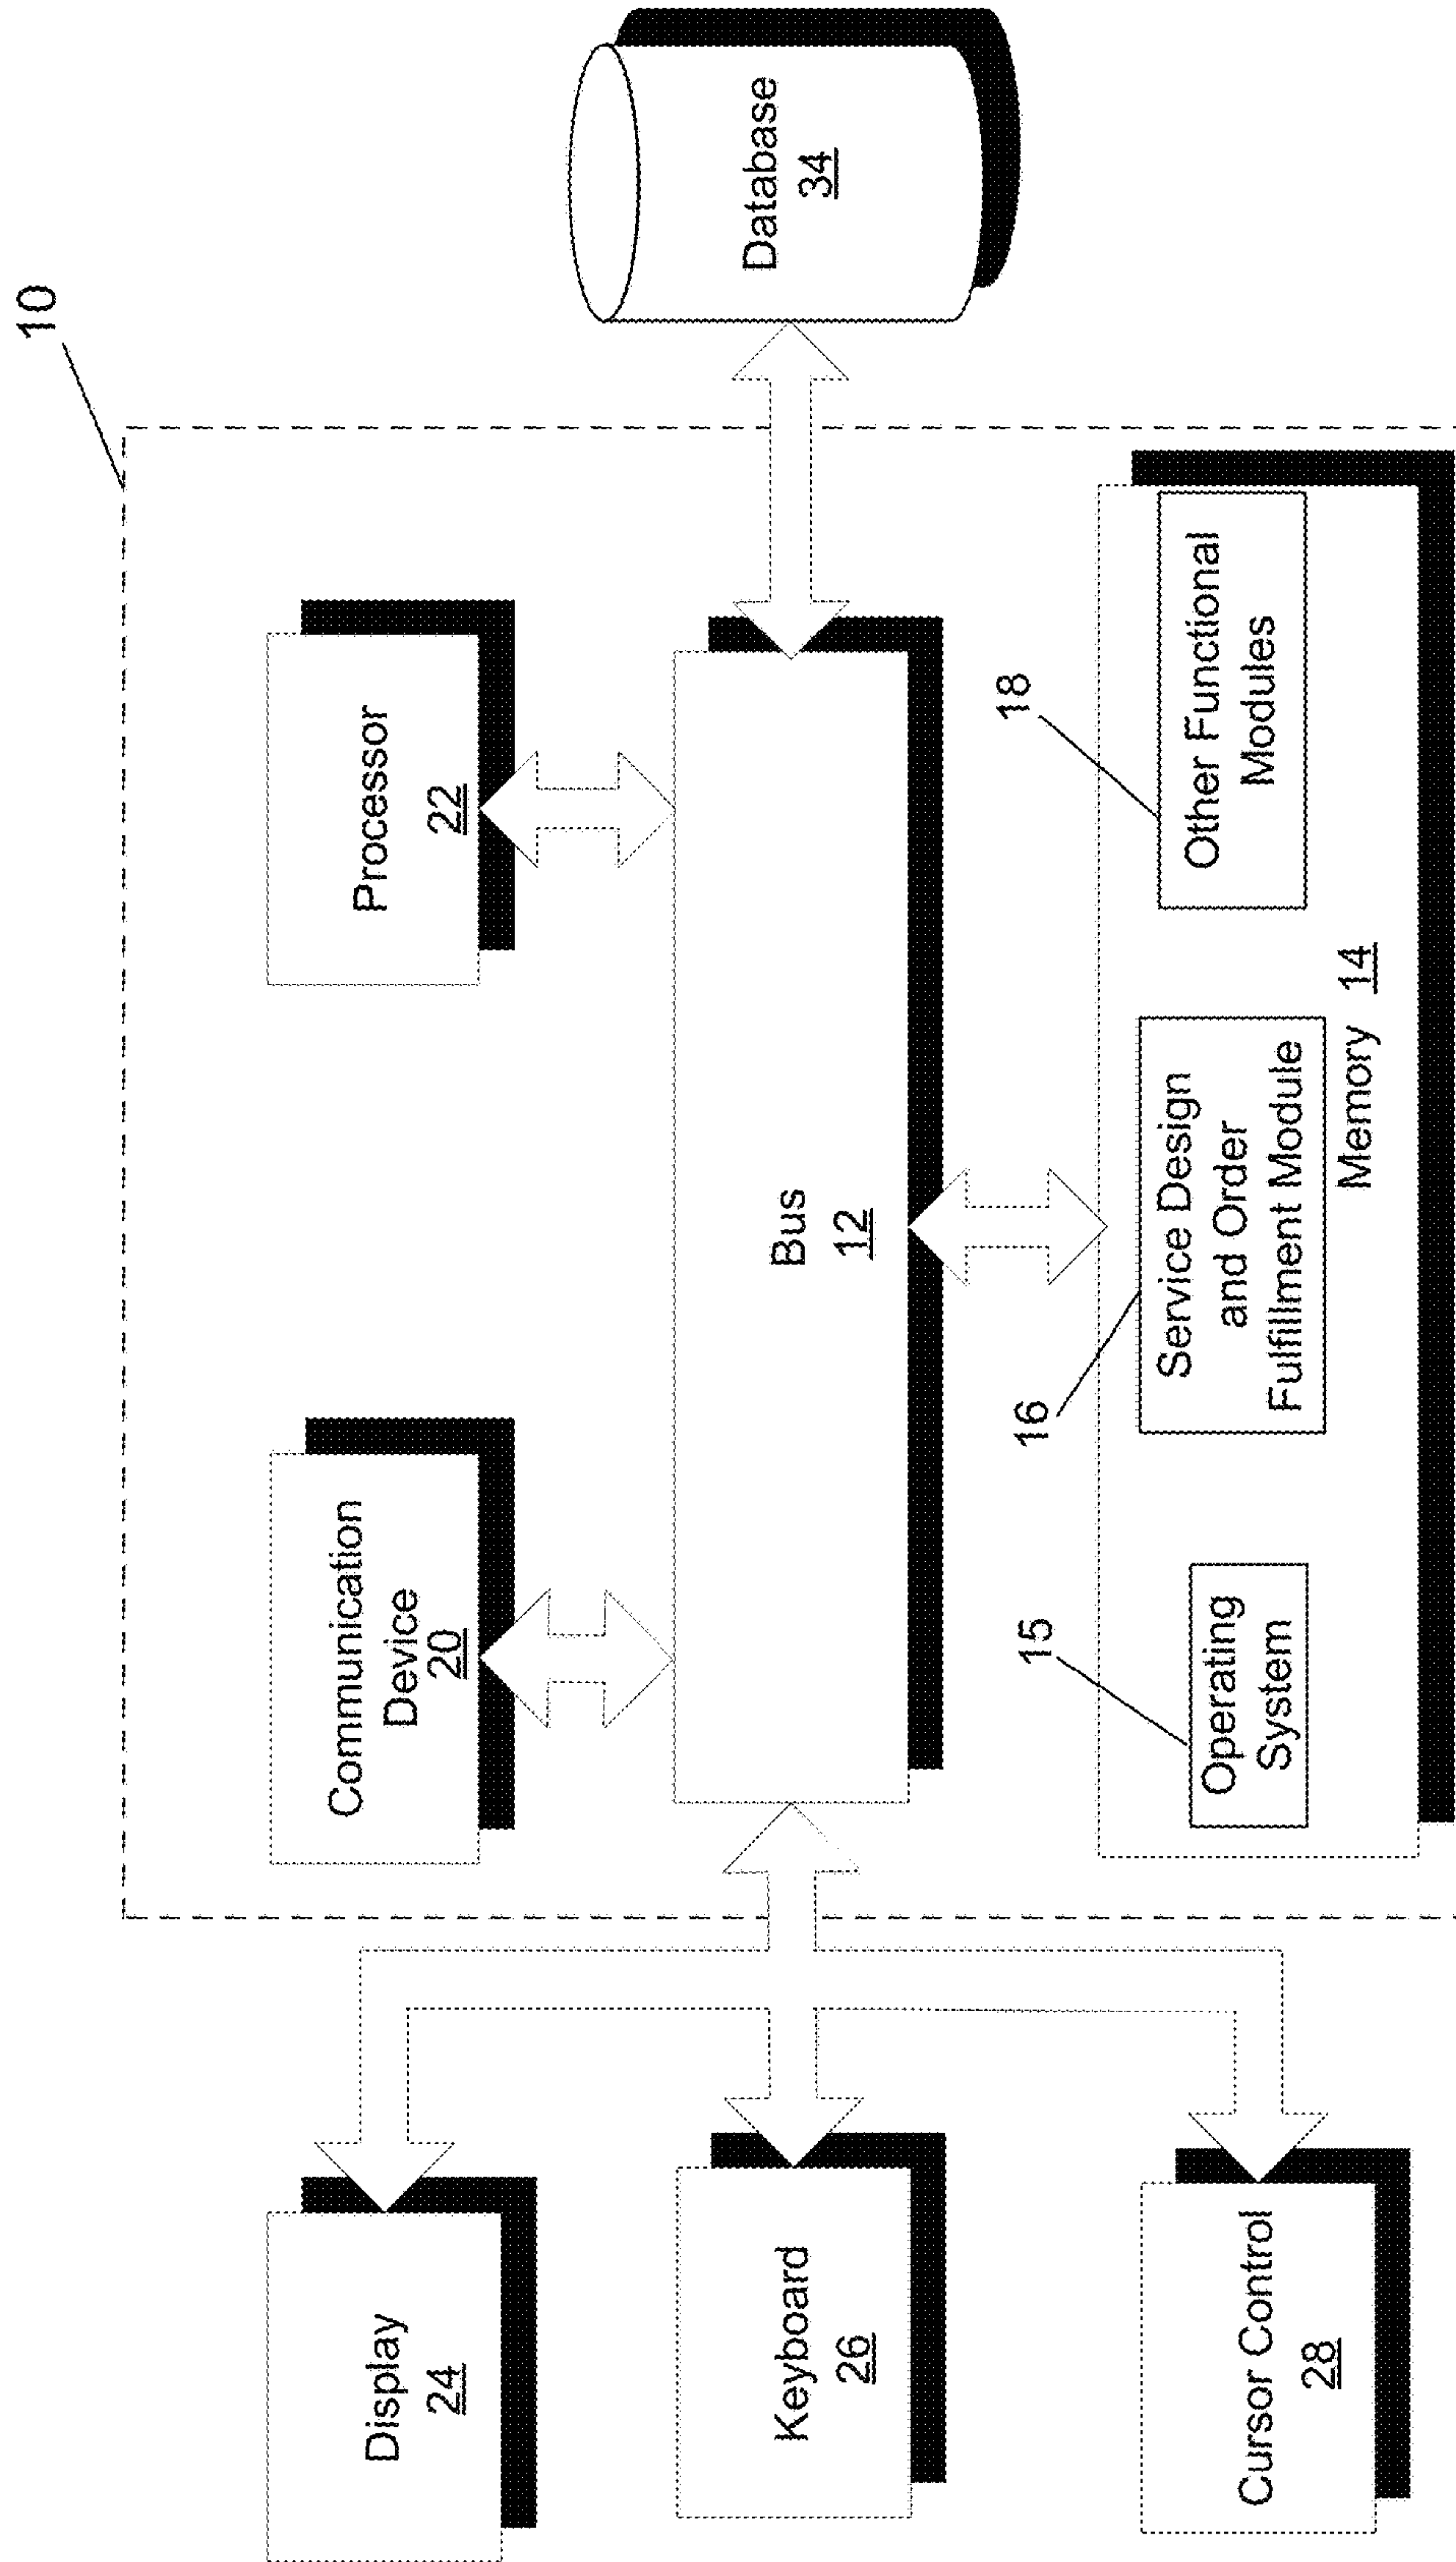 10
Display
24
Keyboard
26
Cursor Control
28
Communication
Device
20
Processor
22
Bus
12
Database
34
15
Operating
System
16
Service Design
and Order
Fulfillment Module
18
Other Functional
Modules
Memory 14